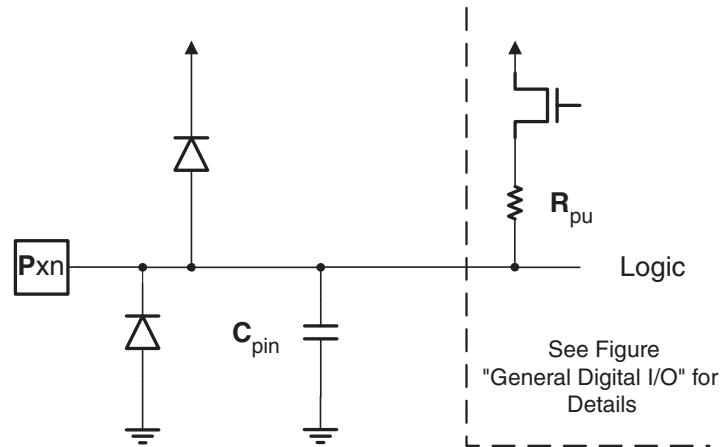 R
pu
Pxn
Logic
C
pin
See Figure
"General Digital I/O" for
Details